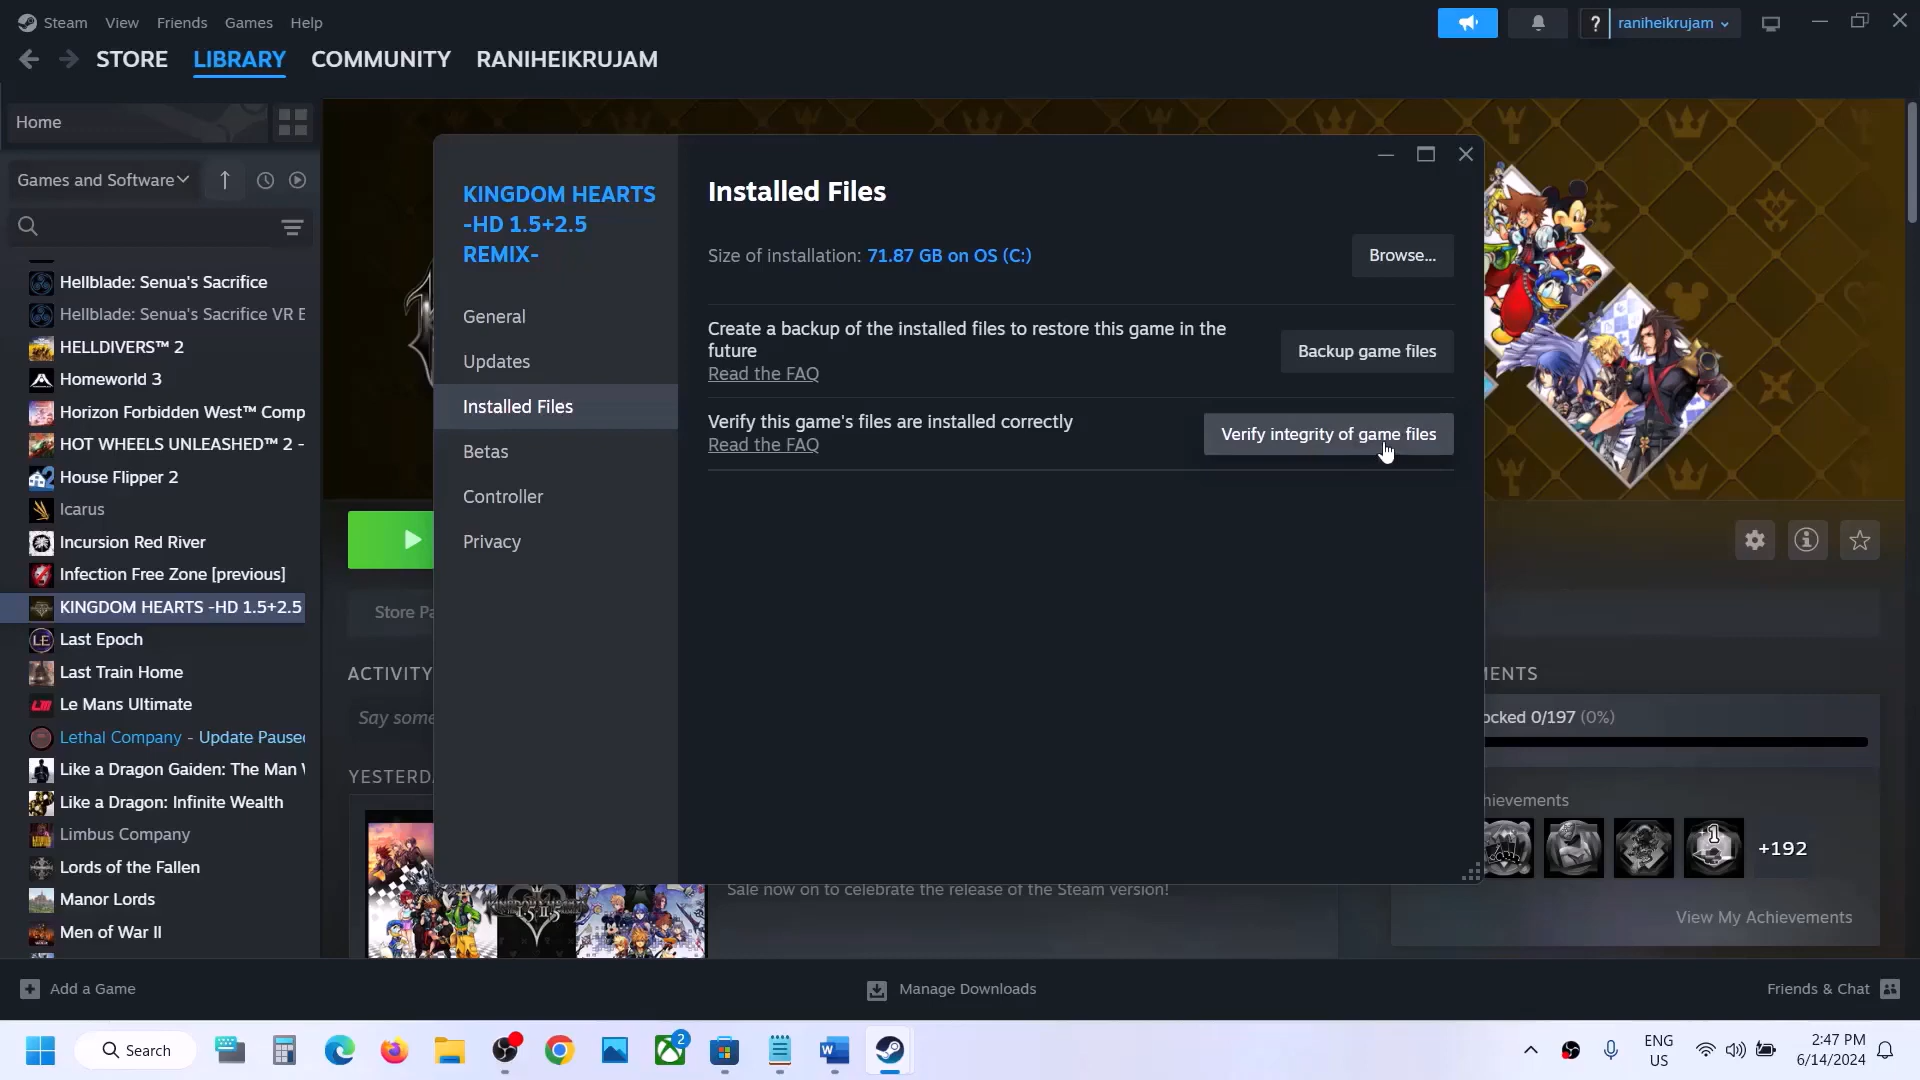 Steam View Friends Games Help
raniheikrujam
STORE LIBRARY COMMUNITY RANIHEIKRUJAM
Home
Games and Software
Hellblade: Senua's Sacrifice
Hellblade: Senua's Sacrifice VR E
HELLDIVERS™ 2
Homeworld 3
Horizon Forbidden West™ Comp
HOT WHEELS UNLEASHED™ 2 -
House Flipper 2
Icarus
Incursion Red River
Infection Free Zone [previous]
KINGDOM HEARTS -HD 1.5+2.5
Last Epoch
Last Train Home
Le Mans Ultimate
Lethal Company - Update Paused
Like a Dragon Gaiden: The Man
Like a Dragon: Infinite Wealth
Limbus Company
Lords of the Fallen
Manor Lords
Men of War II
KINGDOM HEARTS
-HD 1.5+2.5
REMIX-
General
Updates
Installed Files
Betas
Controller
Privacy
Installed Files
Size of installation: 71.87 GB on OS (C:)
Browse...
Create a backup of the installed files to restore this game in the
future
Read the FAQ
Backup game files
Verify this game's files are installed correctly
Read the FAQ
Verify integrity of game files
Store Pa
ACTIVITY
Say some
YESTERD
Sale now on to celebrate the release of the Steam version!
MENTS
ocked 0/197 (0%)
hievements
+1
+192
View My Achievements
Add a Game
Manage Downloads
Friends & Chat
Search
2
ENG
US
2:47 PM
6/14/2024